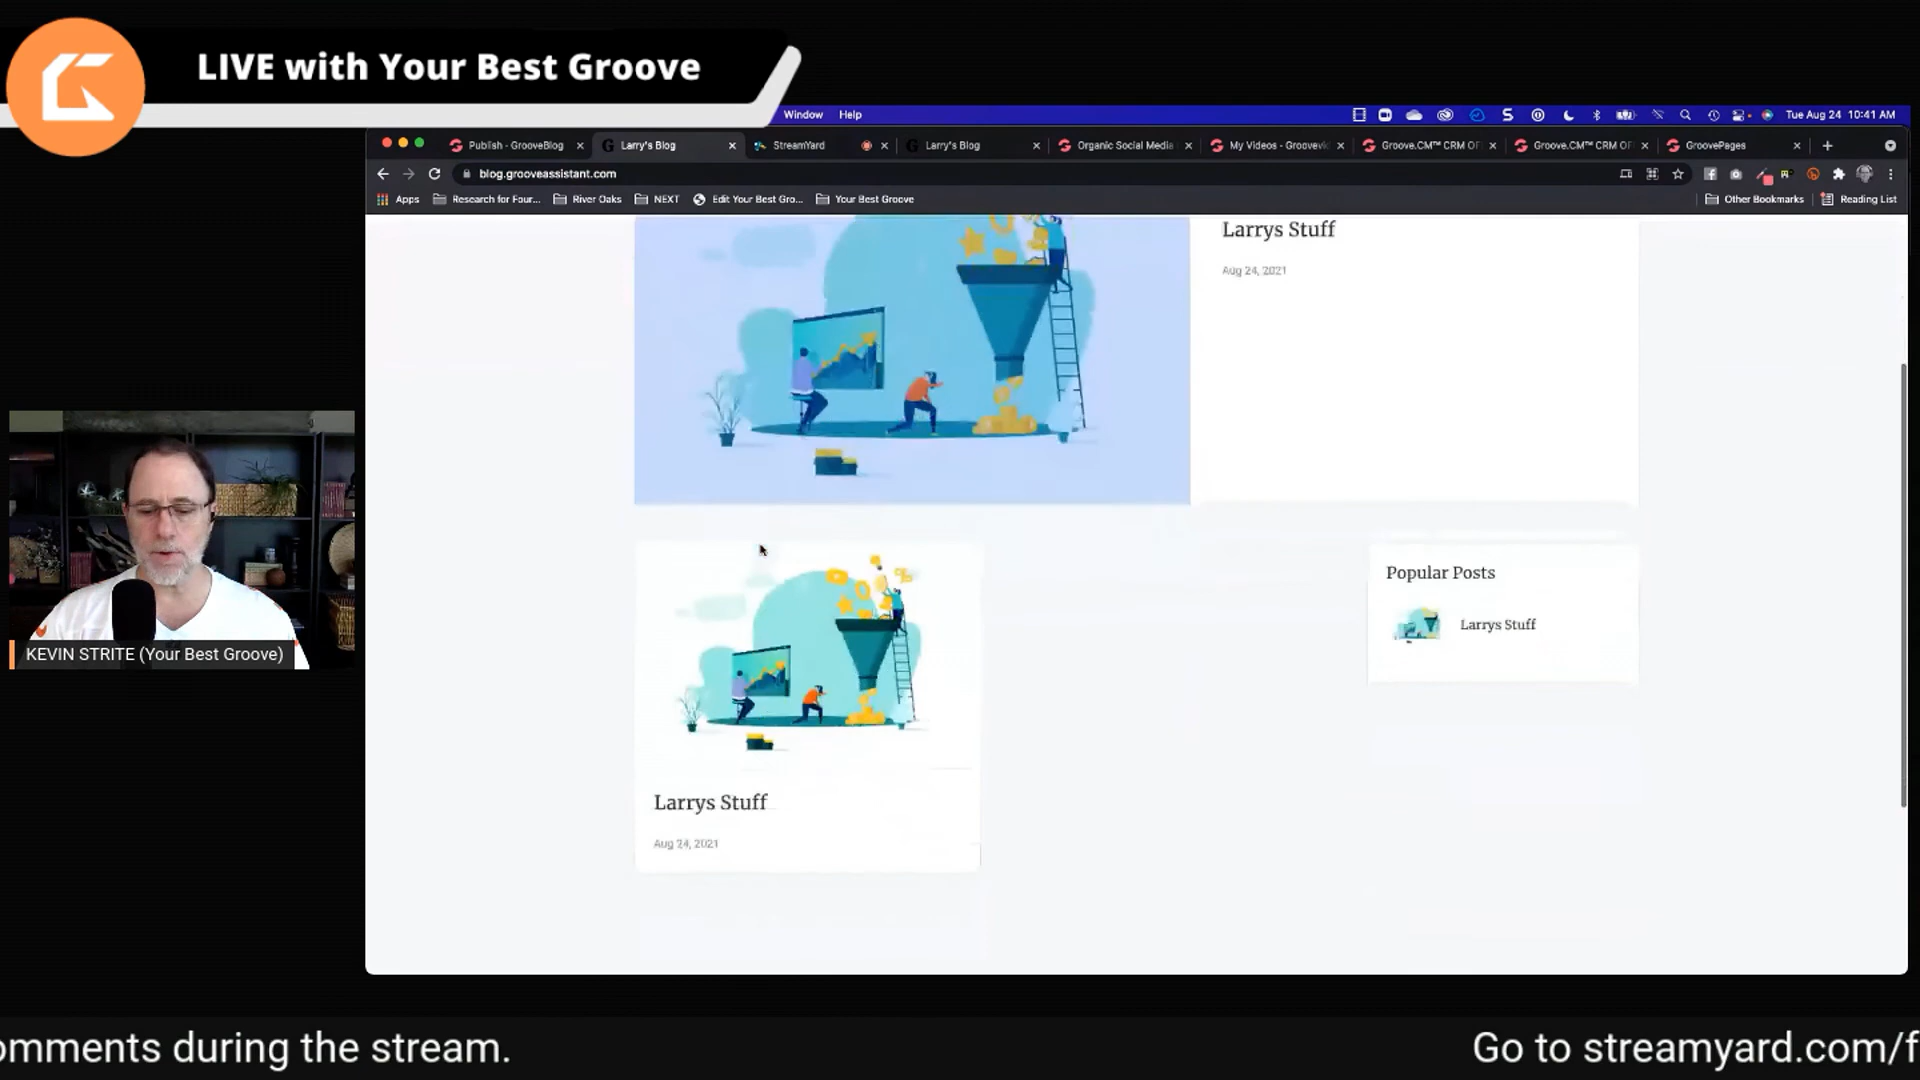 LIVE with Your Best Groove
Window Help
Tue Aug 24 10:41 AM
Publish - GrooveBlog
Larry's Blog
StreamYard
Larry's Blog
Organic Social Media
My Videos - Groovevi
Groove.CM™ CRM OF
Groove.CM™ CRM OF
GroovePages
blog.grooveassistant.com
Apps
Research for Four...
River Oaks
NEXT
Edit Your Best Gro...
Your Best Groove
Other Bookmarks
Reading List
Larrys Stuff
Aug 24, 2021
Popular Posts
Larrys Stuff
Larrys Stuff
Aug 24, 2021
KEVIN STRITE (Your Best Groove)
omments during the stream.
Go to streamyard.com/f